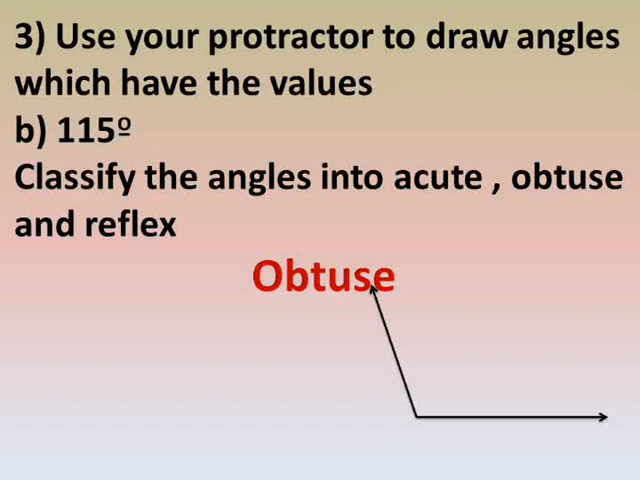 3) Use your protractor to draw angles
which have the values
b) 115º
Classify the angles into acute , obtuse
and reflex
Obtuse